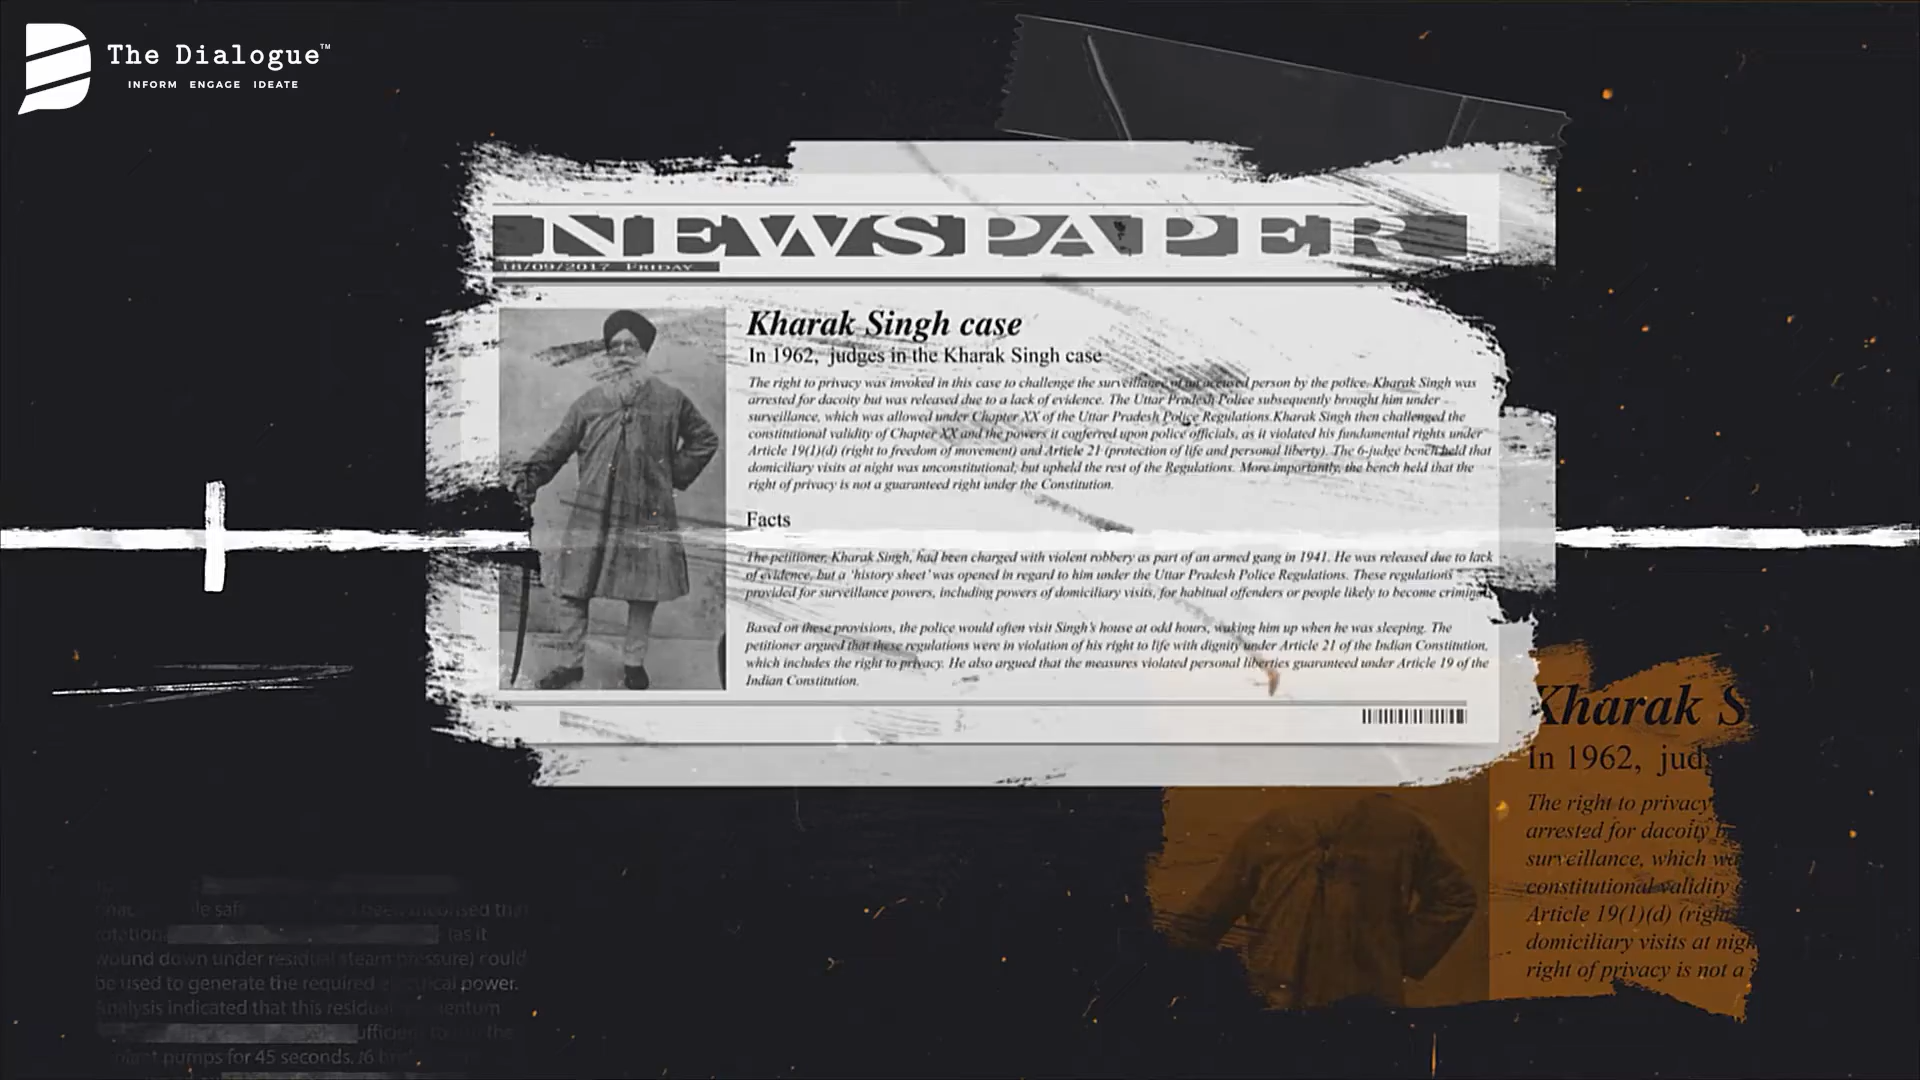 The Dialogue™
INFORM ENGAGE IDEATE
NEWSPAPER
18/09/2017 FRIDAY
Kharak Singh case
In 1962, judges in the Kharak Singh case
The right to privacy was invoked in this case to challenge the surveillance of an accused person by the police. Kharak Singh was
arrested for dacoity but was released due to a lack of evidence. The Uttar Pradesh Police subsequently brought him under
surveillance, which was allowed under Chapter XX of the Uttar Pradesh Police Regulations.Kharak Singh then challenged the
constitutional validity of Chapter XX and the powers it conferred upon police officials, as it violated his fundamental rights under
Article 19(1)(d) (right to freedom of movement) and Article 21 (protection of life and personal liberty). The 6-judge bench held that
domiciliary visits at night was unconstitutional, but upheld the rest of the Regulations. More importantly, the bench held that the
right of privacy is not a guaranteed right under the Constitution.
Facts
The petitioner, Kharak Singh, had been charged with violent robbery as part of an armed gang in 1941. He was released due to lack
of evidence, but a 'history sheet' was opened in regard to him under the Uttar Pradesh Police Regulations. These regulations
provided for surveillance powers, including powers of domiciliary visits, for habitual offenders or people likely to become criminal.
Based on these provisions, the police would often visit Singh's house at odd hours, waking him up when he was sleeping. The
petitioner argued that these regulations were in violation of his right to life with dignity under Article 21 of the Indian Constitution,
which includes the right to privacy. He also argued that the measures violated personal liberties guaranteed under Article 19 of the
Indian Constitution.
Kharak S
In 1962, judg
The right to privacy
arrested for dacoity b
surveillance, which wa
constitutional validity
Article 19(1)(d) (right
domiciliary visits at nigh
right of privacy is not a
(as it
wound down under residual steam pressure) could
be used to generate the required electrical power.
Analysis indicated that this residual momentum
the
pumps for 45 seconds.